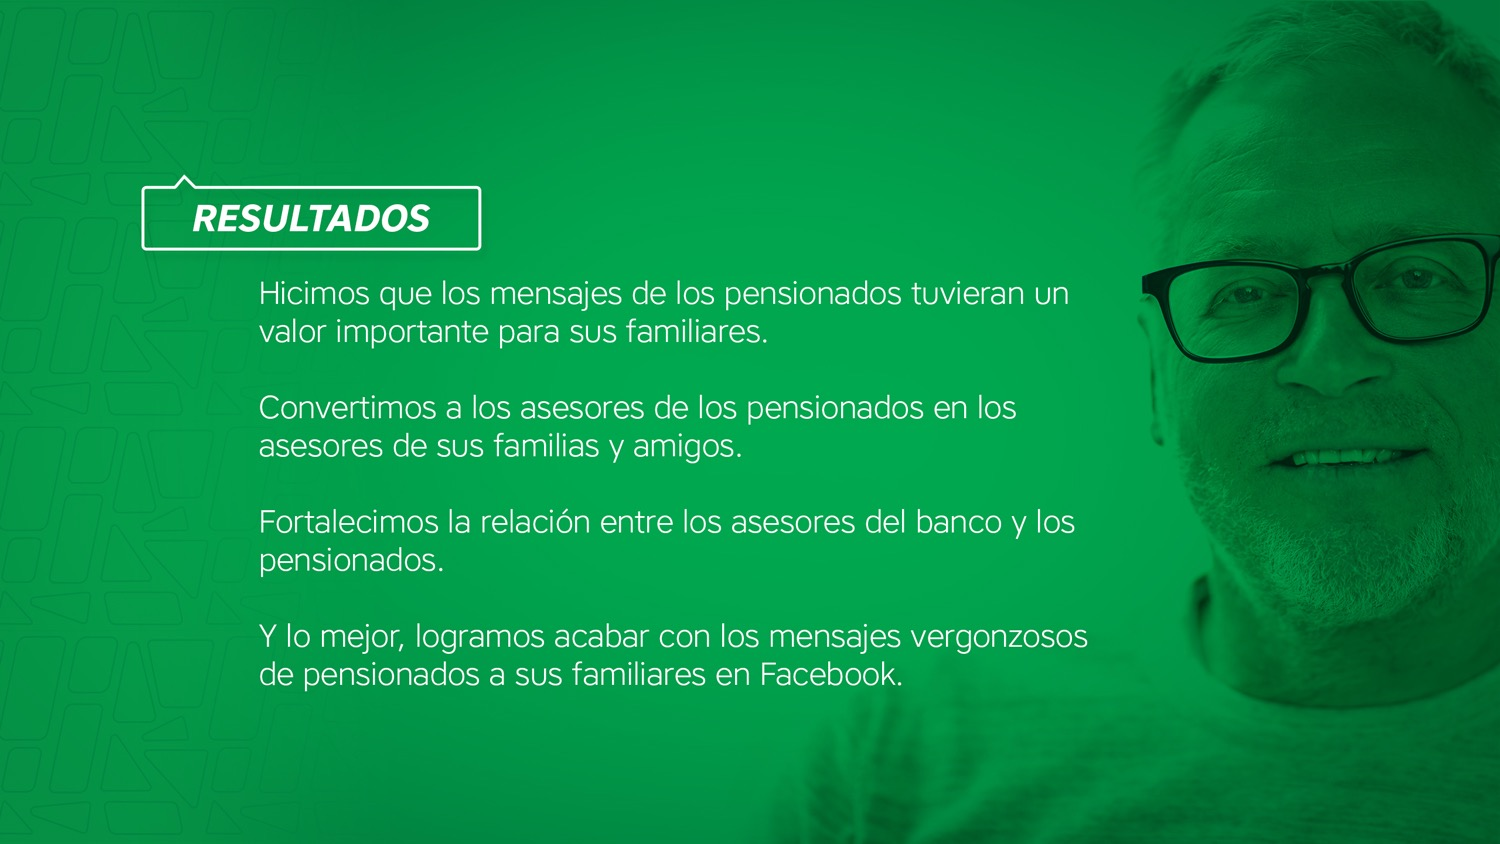 RESULTADOS
Hicimos que los mensajes de los pensionados tuvieran un
valor importante para sus familiares.
Convertimos a los asesores de los pensionados en los
asesores de sus familias y amigos.
Fortalecimos la relación entre los asesores del banco y los
pensionados.
Y lo mejor, logramos acabar con los mensajes vergonzosos
de pensionados a sus familiares en Facebook.